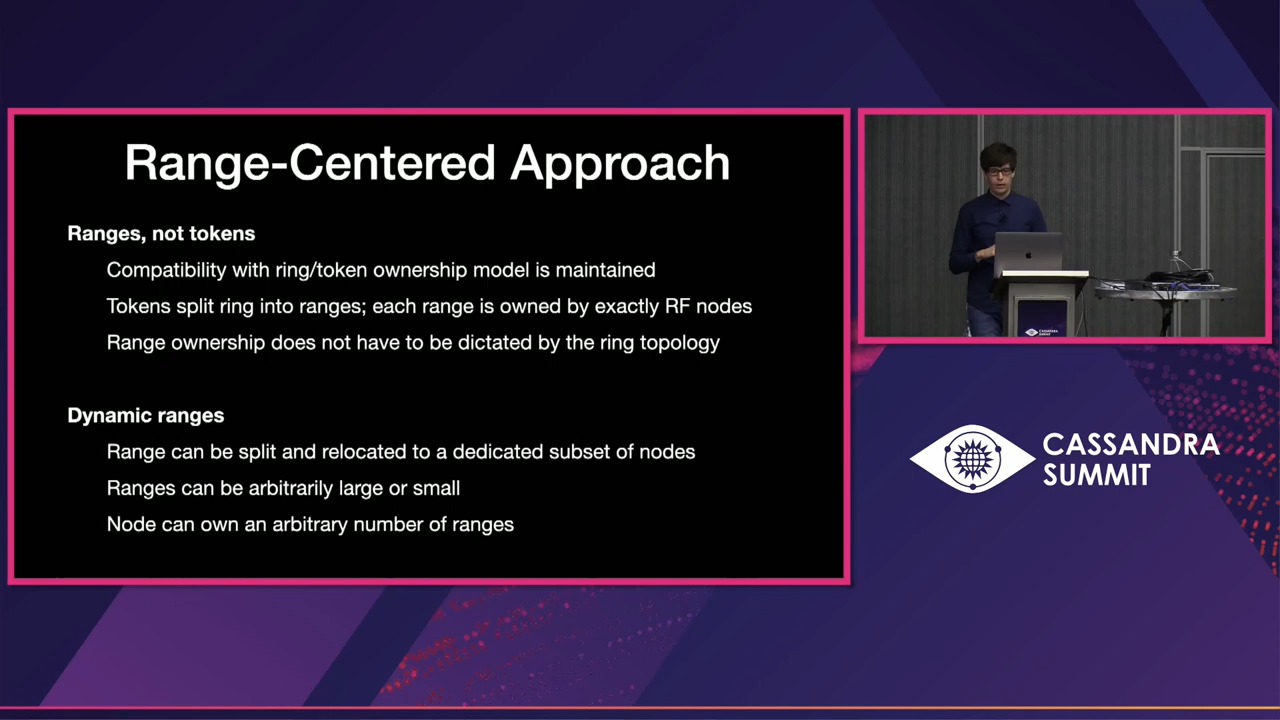 Range-Centered Approach
Ranges, not tokens
Compatibility with ring/token ownership model is maintained
Tokens split ring into ranges; each range is owned by exactly RF nodes
Range ownership does not have to be dictated by the ring topology
Dynamic ranges
Range can be split and relocated to a dedicated subset of nodes
Ranges can be arbitrarily large or small
Node can own an arbitrary number of ranges
CASSANDRA
SUMMIT
CASSANDRA
SUMMIT